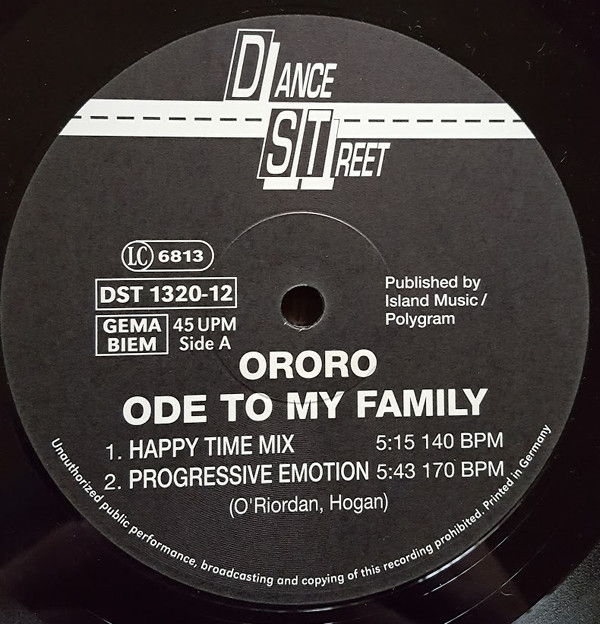 DANCE
STREET
LC 6813
DST 1320-12
GEMA
BIEM
45 UPM
Side A
Published by
Island Music /
Polygram
ORORO
ODE TO MY FAMILY
1. HAPPY TIME MIX 5:15 140 BPM
2. PROGRESSIVE EMOTION 5:43 170 BPM
(O'Riordan, Hogan)
Unauthorized public performance, broadcasting and copying of this recording prohibited. Printed in Germany